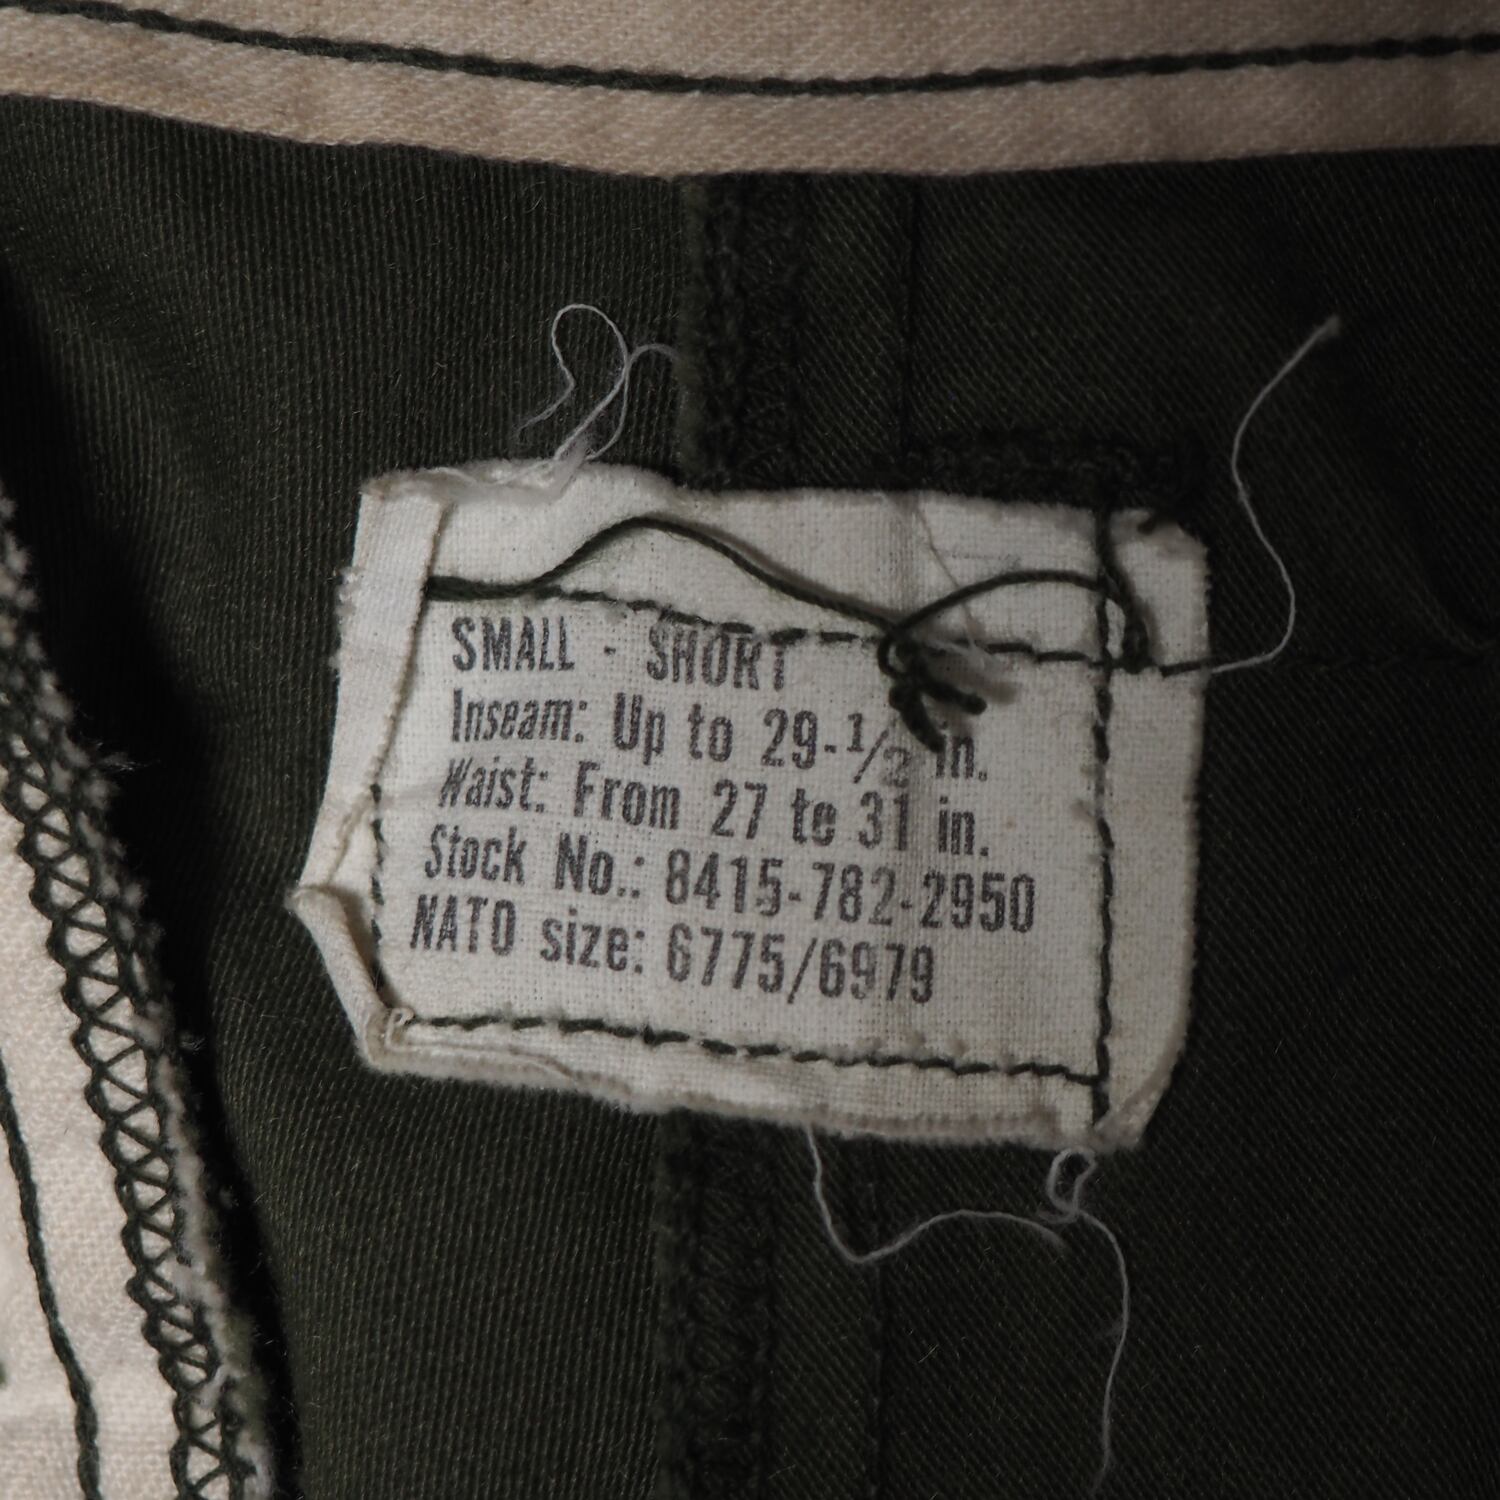 SMALL - SHORT
Inseam: Up to 29-1/2 in.
Waist: From 27 to 31 in.
Stock No.: 8415-782-2950
NATO size: 6775/6979